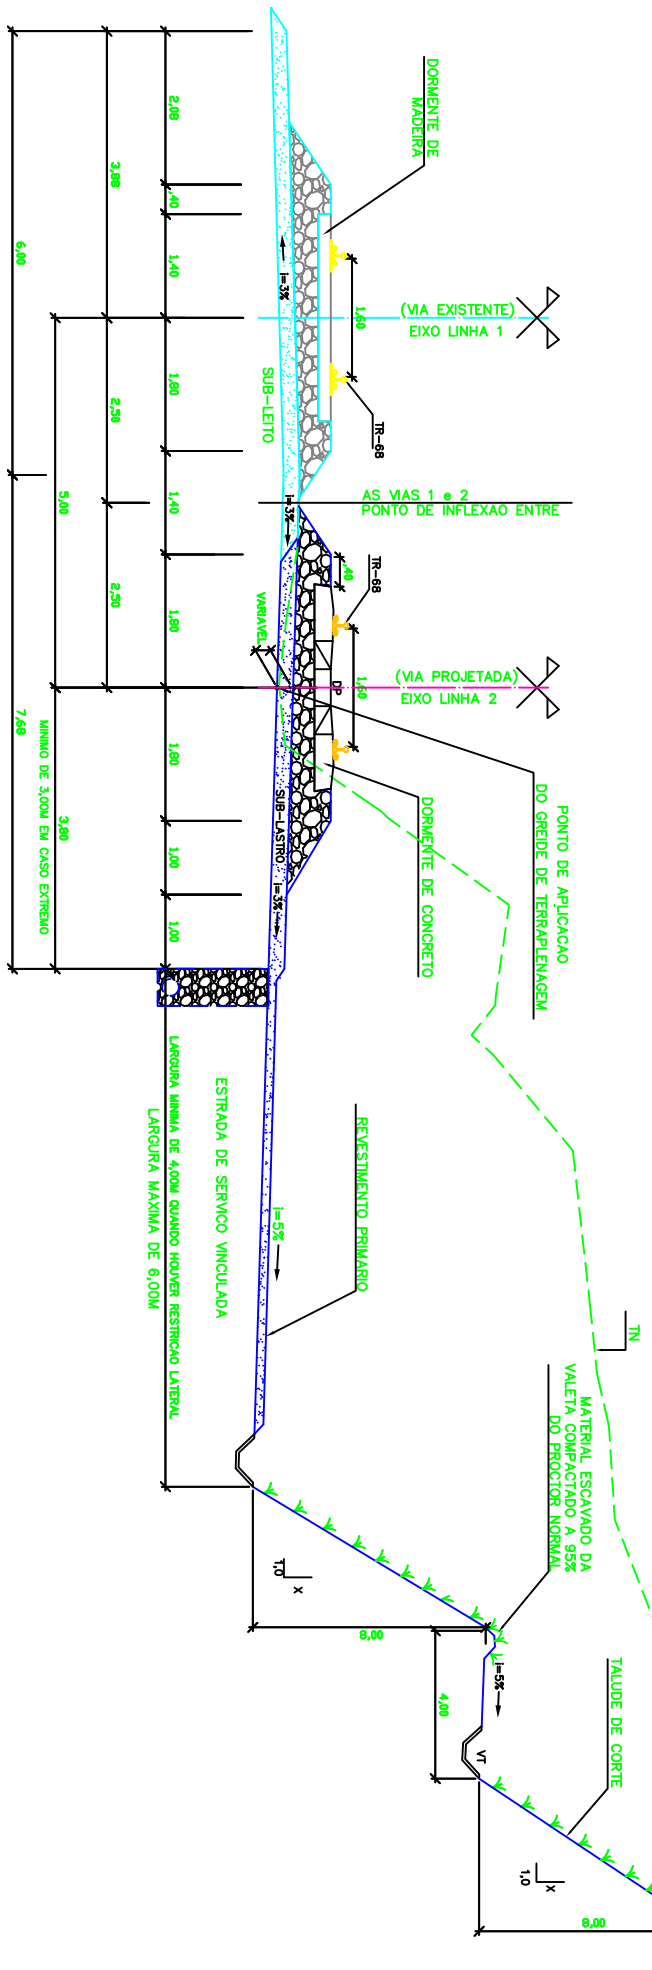 DORMENTE DE
MADEIRA
2,08
,40
1,40
1,80
1,40
1,80
1,80
1,00
1,00
3,88
2,50
2,50
6,00
5,00
7,68
3,80
MINIMO DE 3,00M EM CASO EXTREMO
i=3%
1,60
(VIA EXISTENTE)
EIXO LINHA 1
SUB-LEITO
TR-68
AS VIAS 1 e 2
PONTO DE INFLEXAO ENTRE
i=3%
,40
TR-68
VARIAVEL
1,60
DP
(VIA PROJETADA)
EIXO LINHA 2
SUB-LASTRO
i=3%
DORMENTE DE CONCRETO
PONTO DE APLICACAO
DO GREIDE DE TERRAPLENAGEM
ESTRADA DE SERVICO VINCULADA
LARGURA MINIMA DE 4,00M QUANDO HOUVER RESTRICAO LATERAL
LARGURA MAXIMA DE 6,00M
i=5%
REVESTIMENTO PRIMARIO
TN
MATERIAL ESCAVADO DA
VALETA COMPACTADO A 95%
DO PROCTOR NORMAL
X
1,0
8,00
i=5%
4,00
VT
TALUDE DE CORTE
X
1,0
8,00